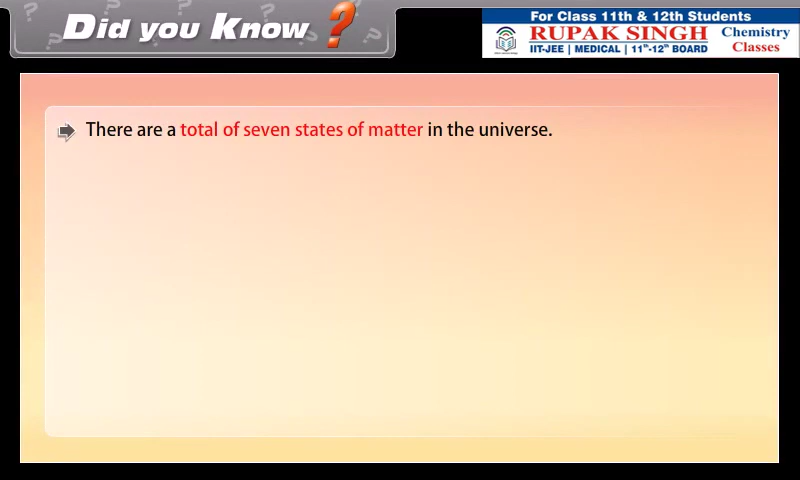 Did you Know ?
For Class 11th & 12th Students
RUPAK SINGH
IIT-JEE | MEDICAL | 11th-12th BOARD
Chemistry
Classes
There are a total of seven states of matter in the universe.